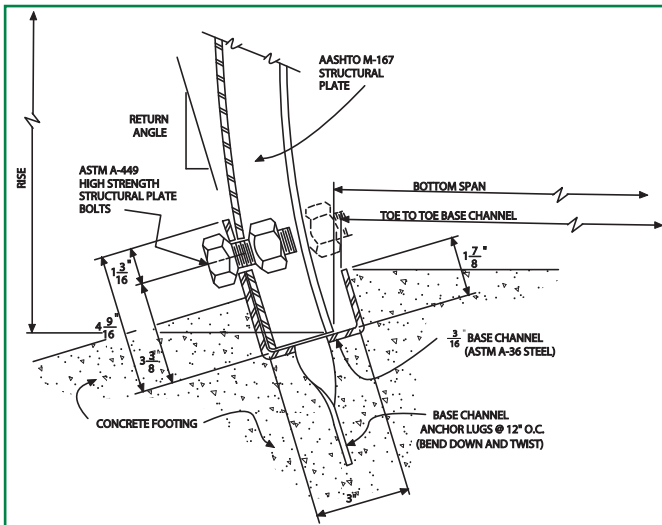 AASHTO M-167
STRUCTURAL
PLATE
RETURN
ANGLE
RISE
ASTM A-449
HIGH STRENGTH
STRUCTURAL PLATE
BOLTS
BOTTOM SPAN
TOE TO TOE BASE CHANNEL
1 7/8"
1 3/16"
4 9/16"
3 3/8"
3/16" BASE CHANNEL
(ASTM A-36 STEEL)
CONCRETE FOOTING
BASE CHANNEL
ANCHOR LUGS @ 12" O.C.
(BEND DOWN AND TWIST)
3"